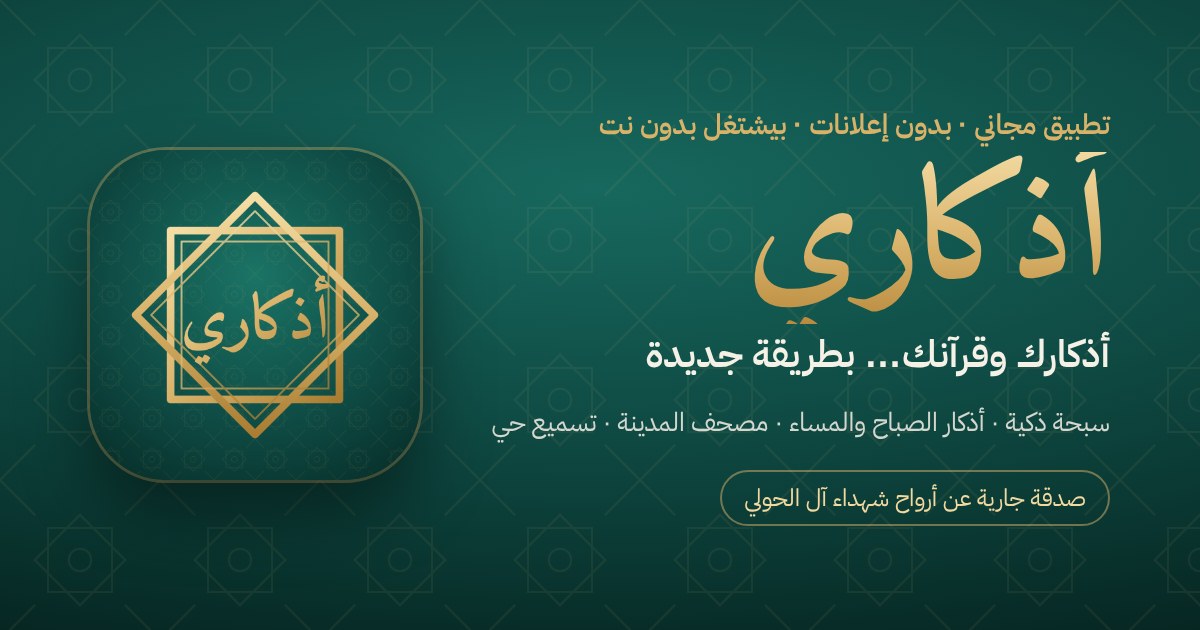 تطبيق مجاني · بدون إعلانات · بيشتغل بدون نت
أذكاري
أذكارك وقرآنك... بطريقة جديدة
سبحة ذكية · أذكار الصباح والمساء · مصحف المدينة · تسميع حي
صدقة جارية عن أرواح شهداء آل الحولي
أذكاري